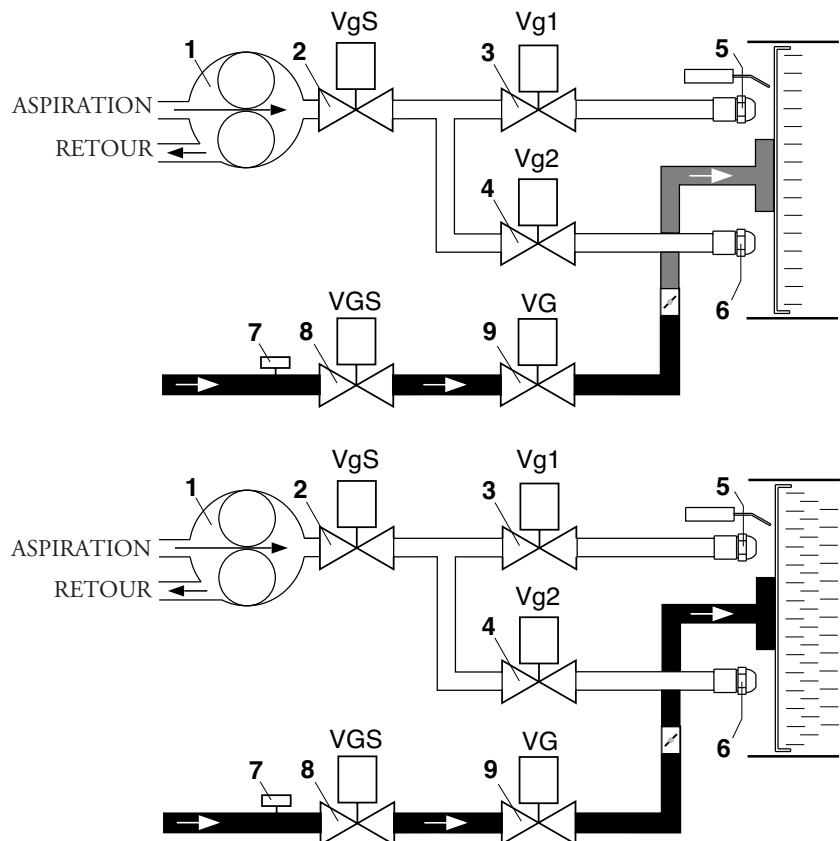 VgS Vg1
1 2 3 5
ASPIRATION
RETOUR
Vg2
4
6
VGS VG
7 8 9
VgS Vg1
1 2 3 5
ASPIRATION
RETOUR
Vg2
4
6
VGS VG
7 8 9